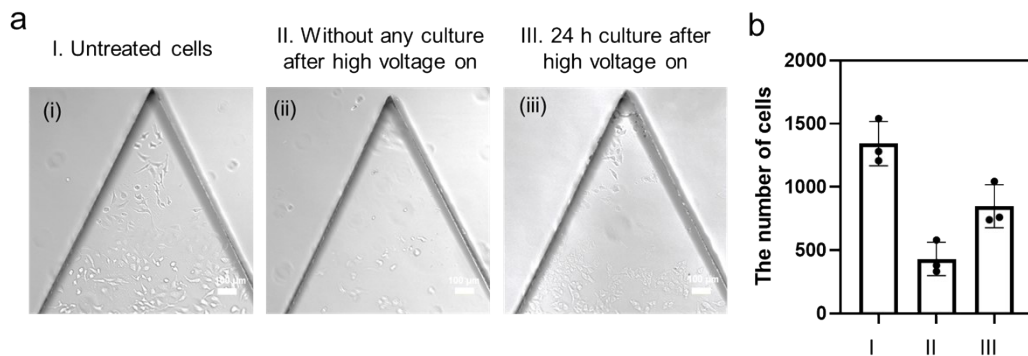 a
I. Untreated cells
II. Without any culture
after high voltage on
III. 24 h culture after
high voltage on
(i)
(ii)
(iii)
100 μm
100 μm
100 μm
b
The number of cells
2000
1500
1000
500
0
I
II
III